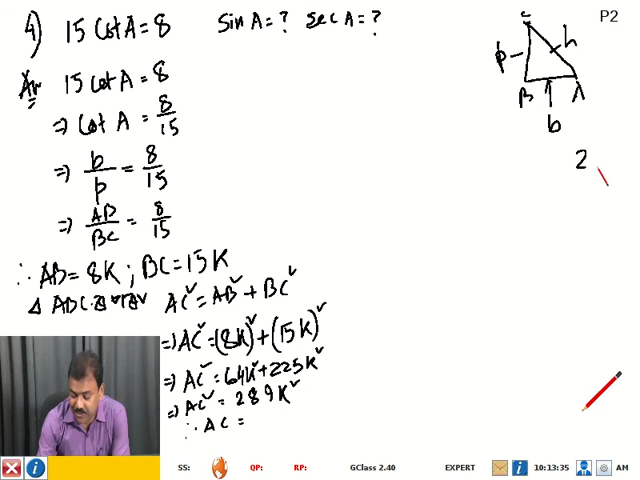 4) 15 Cot A = 8 Sin A = ? Sec A = ?
P2
C
p h
B A
b
2
Ans 15 cot A = 8
=> Cot A = 8/15
=> b/p = 8/15
=> AB/BC = 8/15
∴ AB = 8K ; BC = 15K
Δ ABC
AC² = AB² + BC²
=> AC² = (8K)² + (15K)²
=> AC² = 64K² + 225K²
=> AC² = 289K²
∴ AC =
SS: QP: RP: GClass 2.40 EXPERT 10:13:35